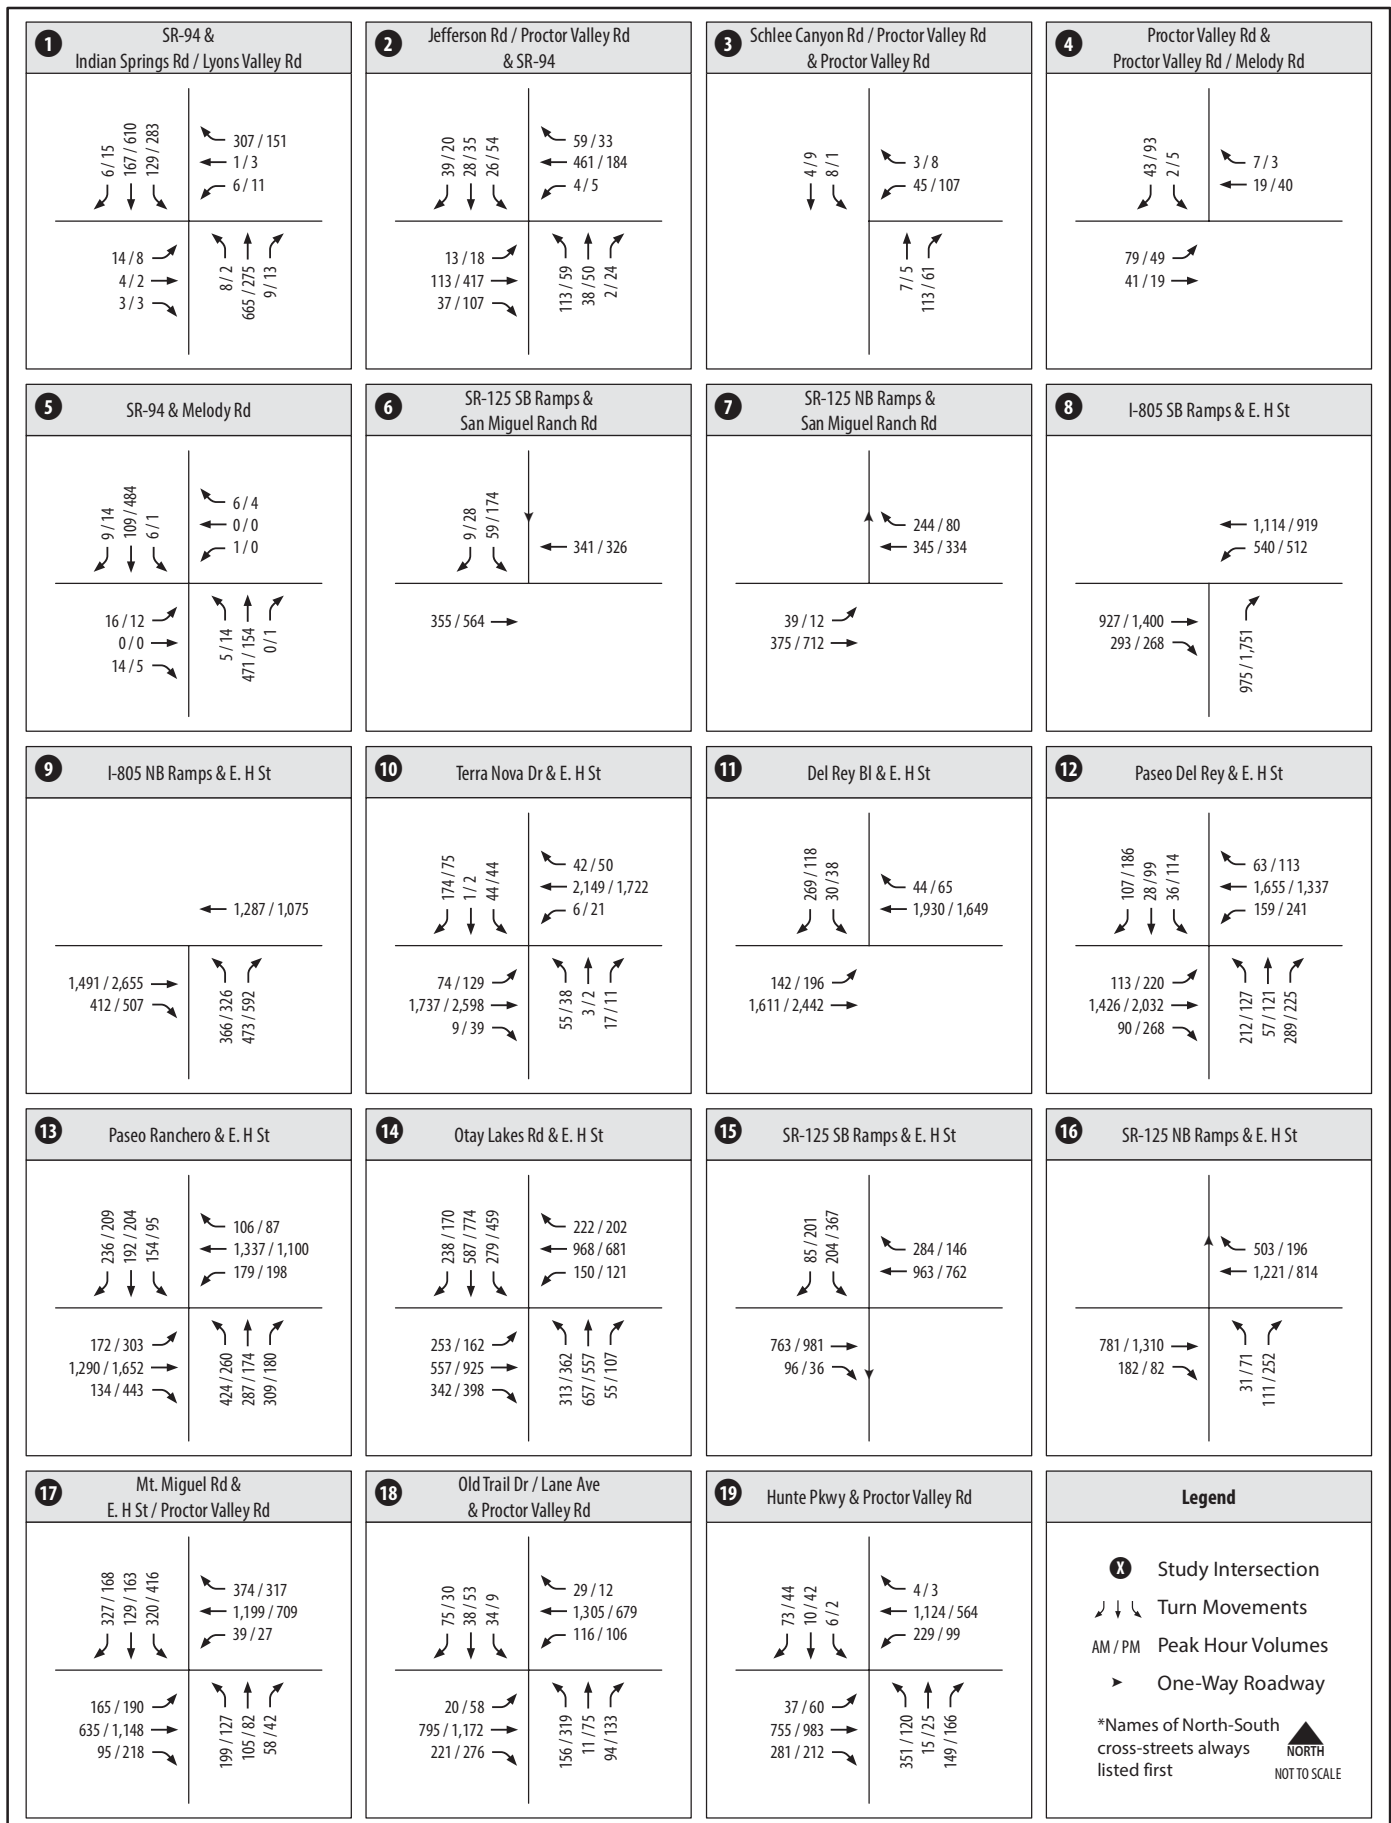 1
SR-94 &
Indian Springs Rd / Lyons Valley Rd
6 / 15
167 / 610
129 / 283
307 / 151
1 / 3
6 / 11
14 / 8
4 / 2
3 / 3
8 / 2
665 / 275
9 / 13
2
Jefferson Rd / Proctor Valley Rd
& SR-94
39 / 20
28 / 35
26 / 54
59 / 33
461 / 184
4 / 5
13 / 18
113 / 417
37 / 107
113 / 59
38 / 50
2 / 24
3
Schlee Canyon Rd / Proctor Valley Rd
& Proctor Valley Rd
4 / 9
8 / 1
3 / 8
45 / 107
7 / 5
113 / 61
4
Proctor Valley Rd &
Proctor Valley Rd / Melody Rd
43 / 93
2 / 5
7 / 3
19 / 40
79 / 49
41 / 19
5
SR-94 & Melody Rd
9 / 14
109 / 484
6 / 1
6 / 4
0 / 0
1 / 0
16 / 12
0 / 0
14 / 5
5 / 14
471 / 154
0 / 1
6
SR-125 SB Ramps &
San Miguel Ranch Rd
9 / 28
59 / 174
341 / 326
355 / 564
7
SR-125 NB Ramps &
San Miguel Ranch Rd
244 / 80
345 / 334
39 / 12
375 / 712
8
I-805 SB Ramps & E. H St
1,114 / 919
540 / 512
927 / 1,400
293 / 268
975 / 1,751
9
I-805 NB Ramps & E. H St
1,287 / 1,075
1,491 / 2,655
412 / 507
366 / 326
473 / 592
10
Terra Nova Dr & E. H St
174 / 75
1 / 2
44 / 44
42 / 50
2,149 / 1,722
6 / 21
74 / 129
1,737 / 2,598
9 / 39
55 / 38
3 / 2
17 / 11
11
Del Rey Bl & E. H St
269 / 118
30 / 38
44 / 65
1,930 / 1,649
142 / 196
1,611 / 2,442
12
Paseo Del Rey & E. H St
107 / 186
28 / 99
36 / 114
63 / 113
1,655 / 1,337
159 / 241
113 / 220
1,426 / 2,032
90 / 268
212 / 127
57 / 121
289 / 225
13
Paseo Ranchero & E. H St
236 / 209
192 / 204
154 / 95
106 / 87
1,337 / 1,100
179 / 198
172 / 303
1,290 / 1,652
134 / 443
424 / 260
287 / 174
309 / 180
14
Otay Lakes Rd & E. H St
238 / 170
587 / 774
279 / 459
222 / 202
968 / 681
150 / 121
253 / 162
557 / 925
342 / 398
313 / 362
657 / 557
55 / 107
15
SR-125 SB Ramps & E. H St
85 / 201
204 / 367
284 / 146
963 / 762
763 / 981
96 / 36
16
SR-125 NB Ramps & E. H St
503 / 196
1,221 / 814
781 / 1,310
182 / 82
31 / 71
111 / 252
17
Mt. Miguel Rd &
E. H St / Proctor Valley Rd
327 / 168
129 / 163
320 / 416
374 / 317
1,199 / 709
39 / 27
165 / 190
635 / 1,148
95 / 218
199 / 127
105 / 82
58 / 42
18
Old Trail Dr / Lane Ave
& Proctor Valley Rd
75 / 30
38 / 53
34 / 9
29 / 12
1,305 / 679
116 / 106
20 / 58
795 / 1,172
221 / 276
156 / 319
11 / 75
94 / 133
19
Hunte Pkwy & Proctor Valley Rd
73 / 44
10 / 42
6 / 2
4 / 3
1,124 / 564
229 / 99
37 / 60
755 / 983
281 / 212
351 / 120
15 / 25
149 / 166
Legend
X Study Intersection
Turn Movements
AM / PM Peak Hour Volumes
One-Way Roadway
*Names of North-South
cross-streets always
listed first
NORTH
NOT TO SCALE